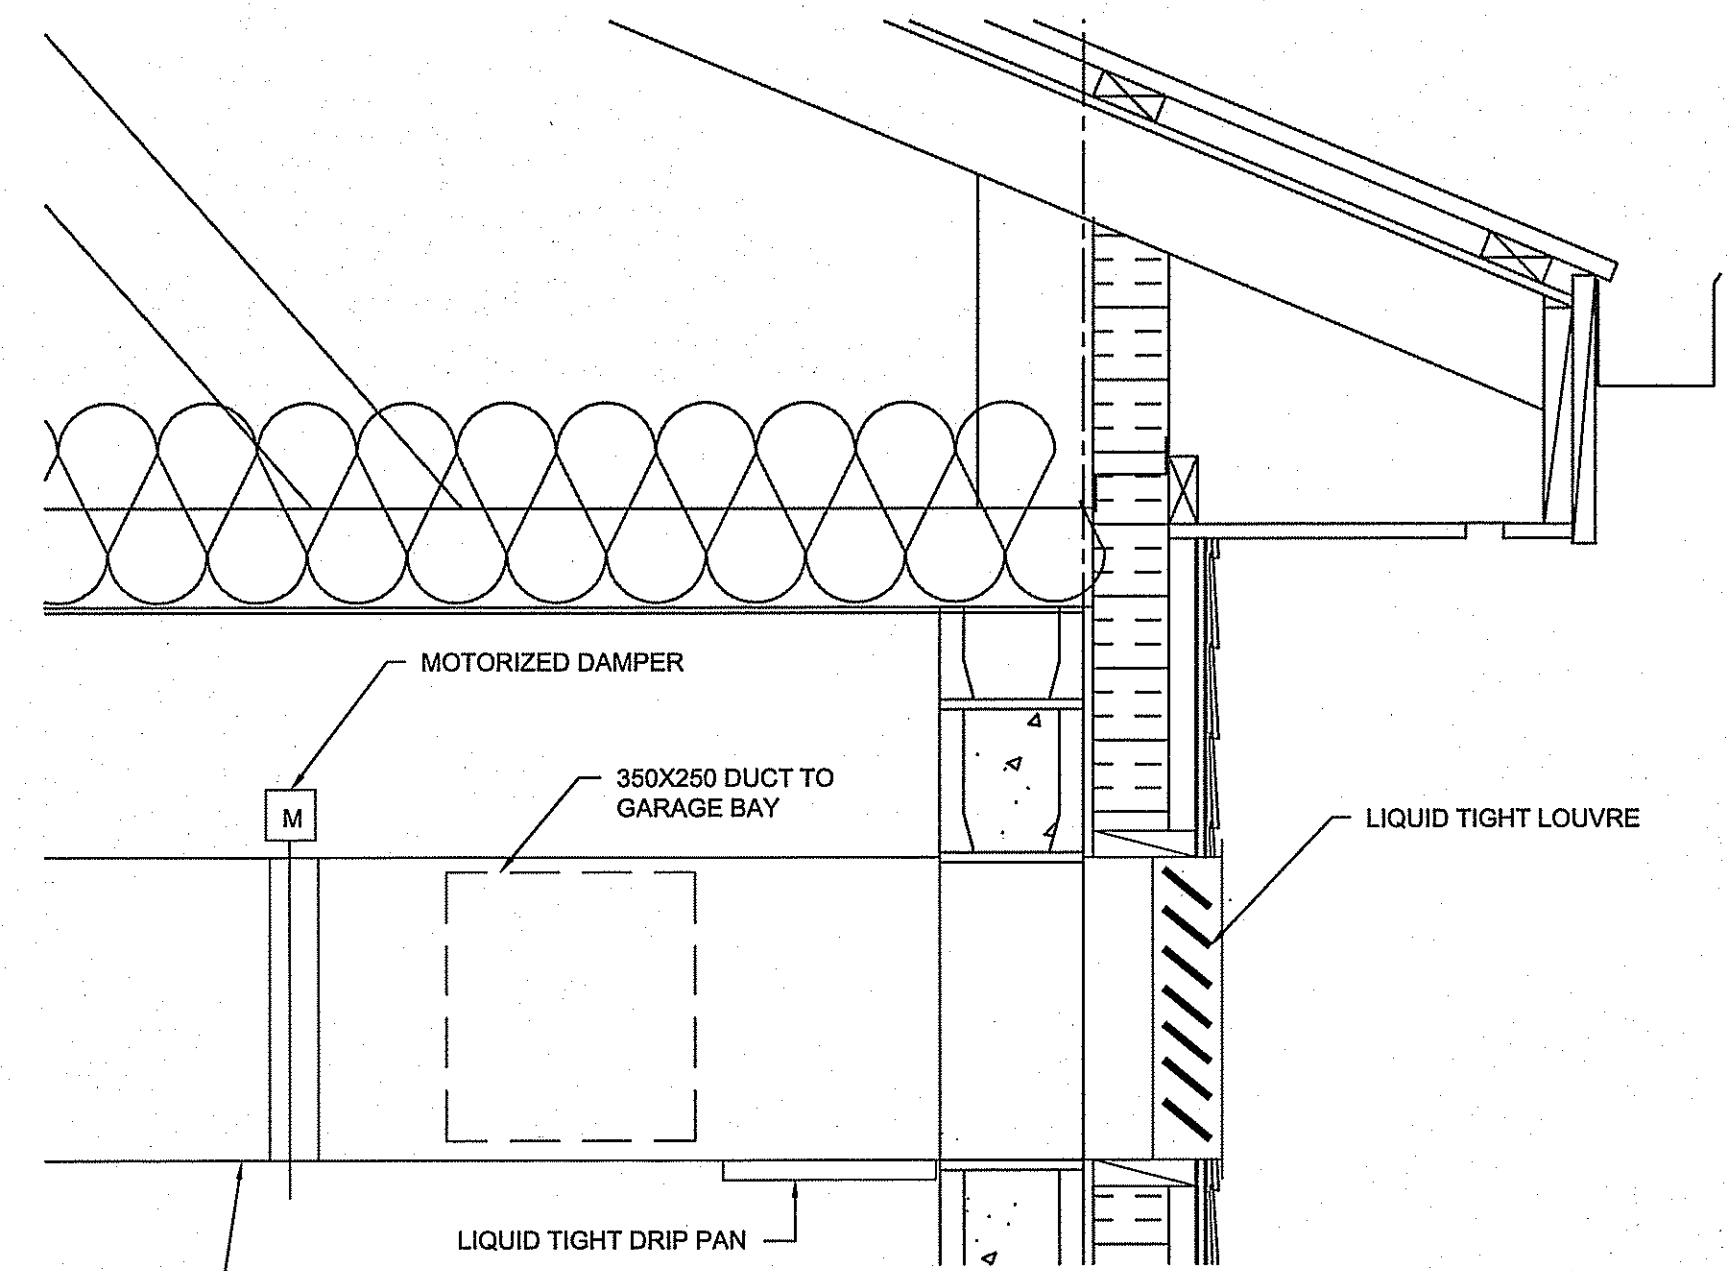 MOTORIZED DAMPER
350X250 DUCT TO
GARAGE BAY
M
LIQUID TIGHT LOUVRE
LIQUID TIGHT DRIP PAN